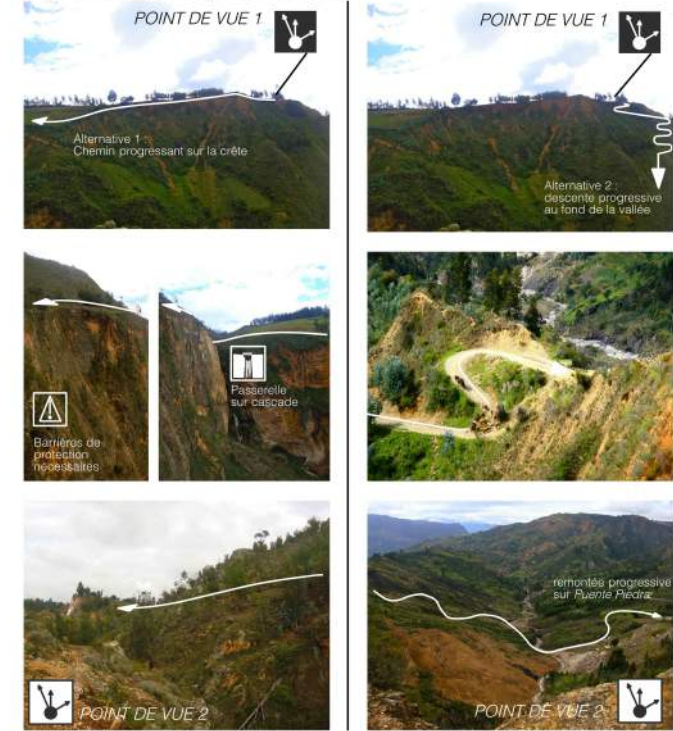 POINT DE VUE 1
Alternative 1 :
Chemin progressant sur la crête
Barrières de
protection
nécessaires
Passerelle
sur cascade
POINT DE VUE 2
POINT DE VUE 1
Alternative 2 :
descente progressive
au fond de la vallée
remontée progressive
sur Puente Piedra
POINT DE VUE 2